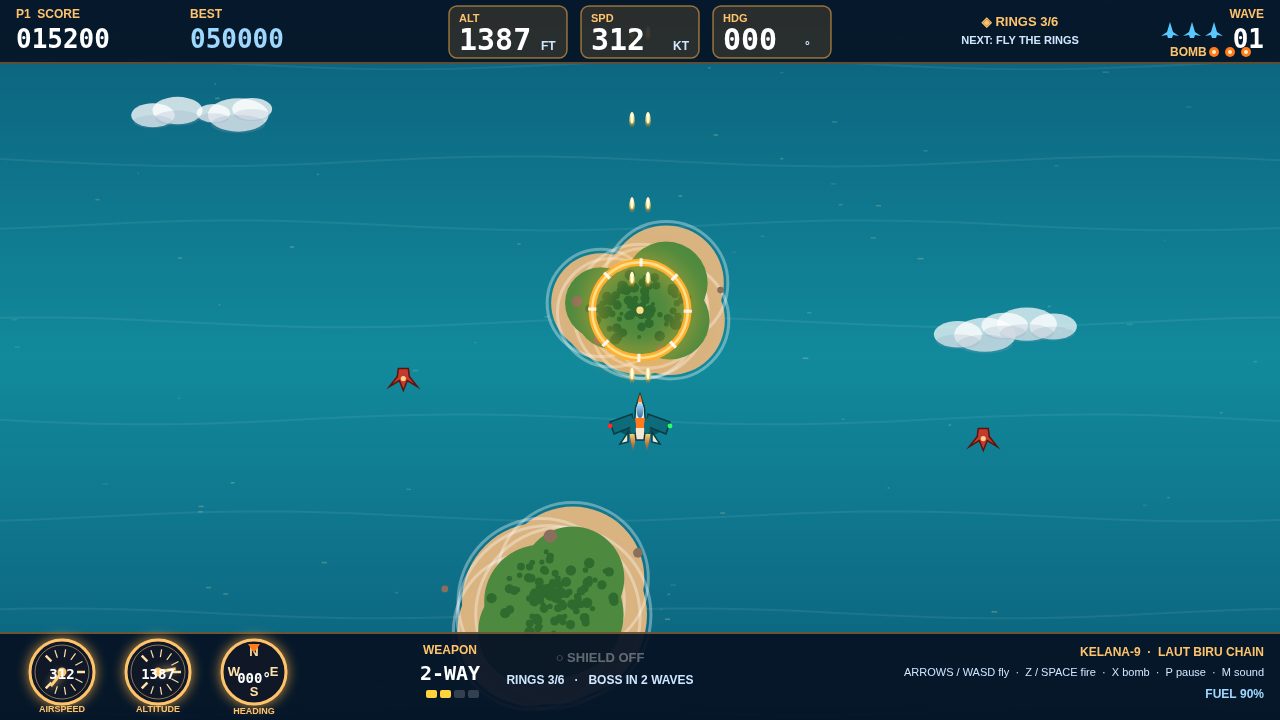 P1 SCORE
015200
BEST
050000
ALT
1387 FT
SPD
312 KT
HDG
000 °
◈ RINGS 3/6
NEXT: FLY THE RINGS
WAVE
01
BOMB
312
AIRSPEED
1387
ALTITUDE
N
W 000° E
S
HEADING
WEAPON
2-WAY
○ SHIELD OFF
RINGS 3/6 · BOSS IN 2 WAVES
KELANA-9 · LAUT BIRU CHAIN
ARROWS / WASD fly · Z / SPACE fire · X bomb · P pause · M sound
FUEL 90%